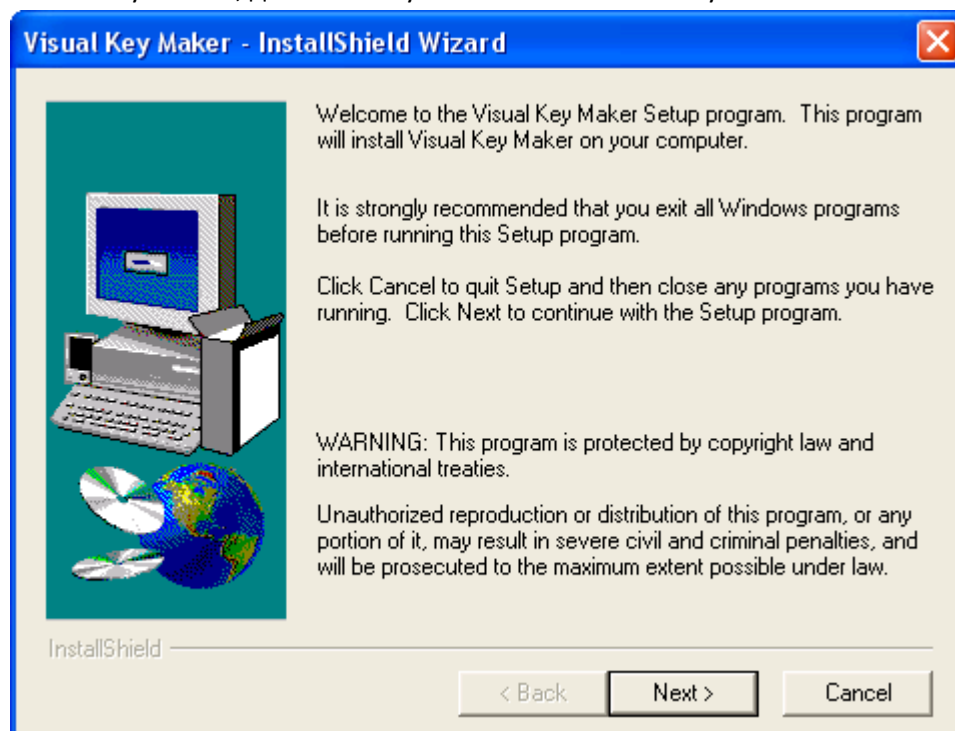 Visual Key Maker - InstallShield Wizard
Welcome to the Visual Key Maker Setup program. This program
will install Visual Key Maker on your computer.
It is strongly recommended that you exit all Windows programs
before running this Setup program.
Click Cancel to quit Setup and then close any programs you have
running. Click Next to continue with the Setup program.
WARNING: This program is protected by copyright law and
international treaties.
Unauthorized reproduction or distribution of this program, or any
portion of it, may result in severe civil and criminal penalties, and
will be prosecuted to the maximum extent possible under law.
InstallShield
< Back
Next >
Cancel